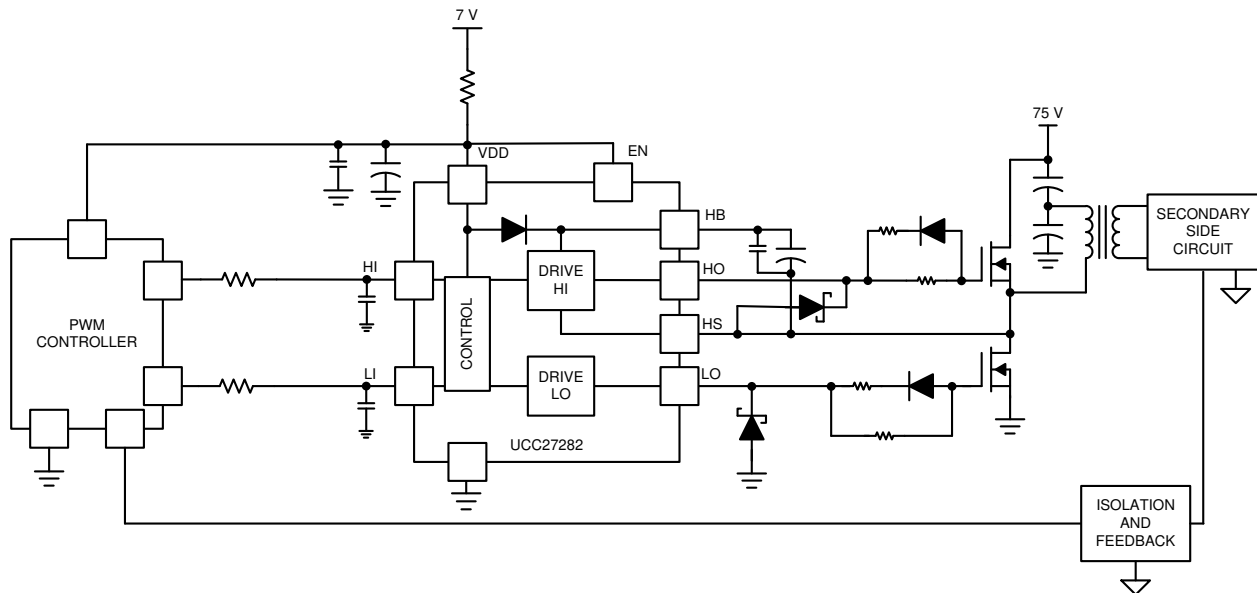 7 V
75 V
VDD
EN
HB
SECONDARY
SIDE
CIRCUIT
HI
DRIVE
HI
HO
PWM
CONTROLLER
CONTROL
HS
LI
DRIVE
LO
LO
UCC27282
ISOLATION
AND
FEEDBACK